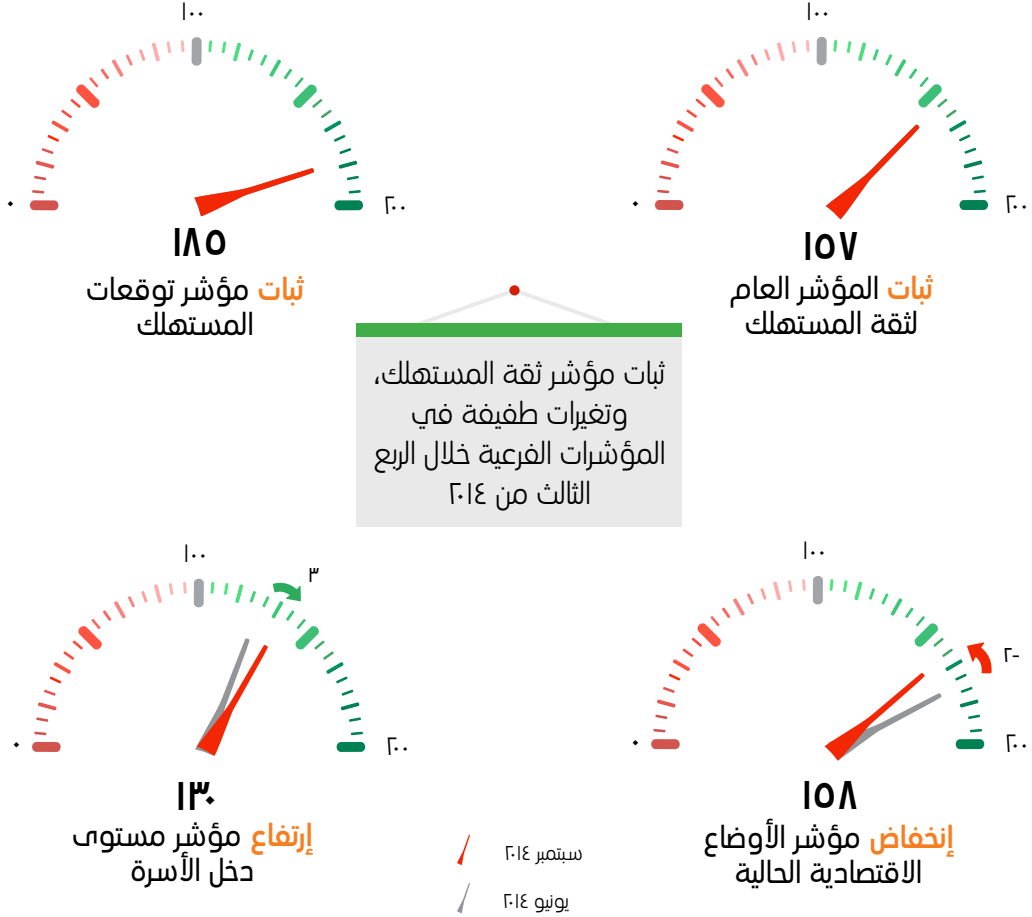 ١٠٠
٠
٢٠٠
١٥٧
ثبات المؤشر العام
لثقة المستهلك
١٠٠
٠
٢٠٠
١٨٥
ثبات مؤشر توقعات
المستهلك
ثبات مؤشر ثقة المستهلك،
وتغيرات طفيفة في
المؤشرات الفرعية خلال الربع
الثالث من ٢٠١٤
١٠٠
-٢
٠
٢٠٠
١٥٨
إنخفاض مؤشر الأوضاع
الاقتصادية الحالية
١٠٠
٣
٠
٢٠٠
١٣٠
إرتفاع مؤشر مستوى
دخل الأسرة
سبتمبر ٢٠١٤
يونيو ٢٠١٤